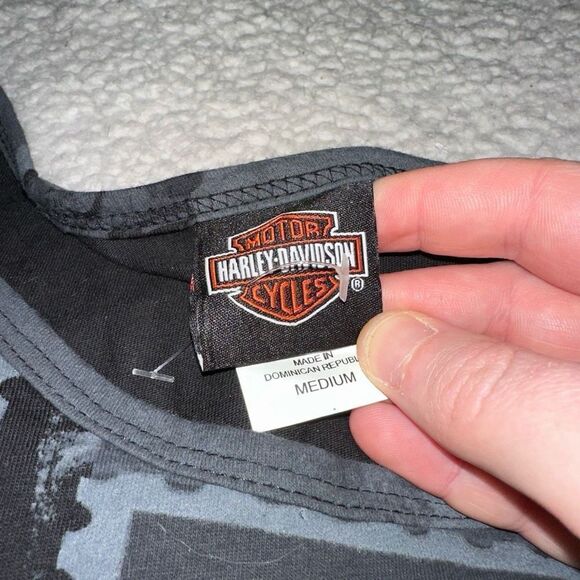 MOTOR
HARLEY-DAVIDSON
CYCLES
®
MADE IN
DOMINICAN REPUBLIC
MEDIUM